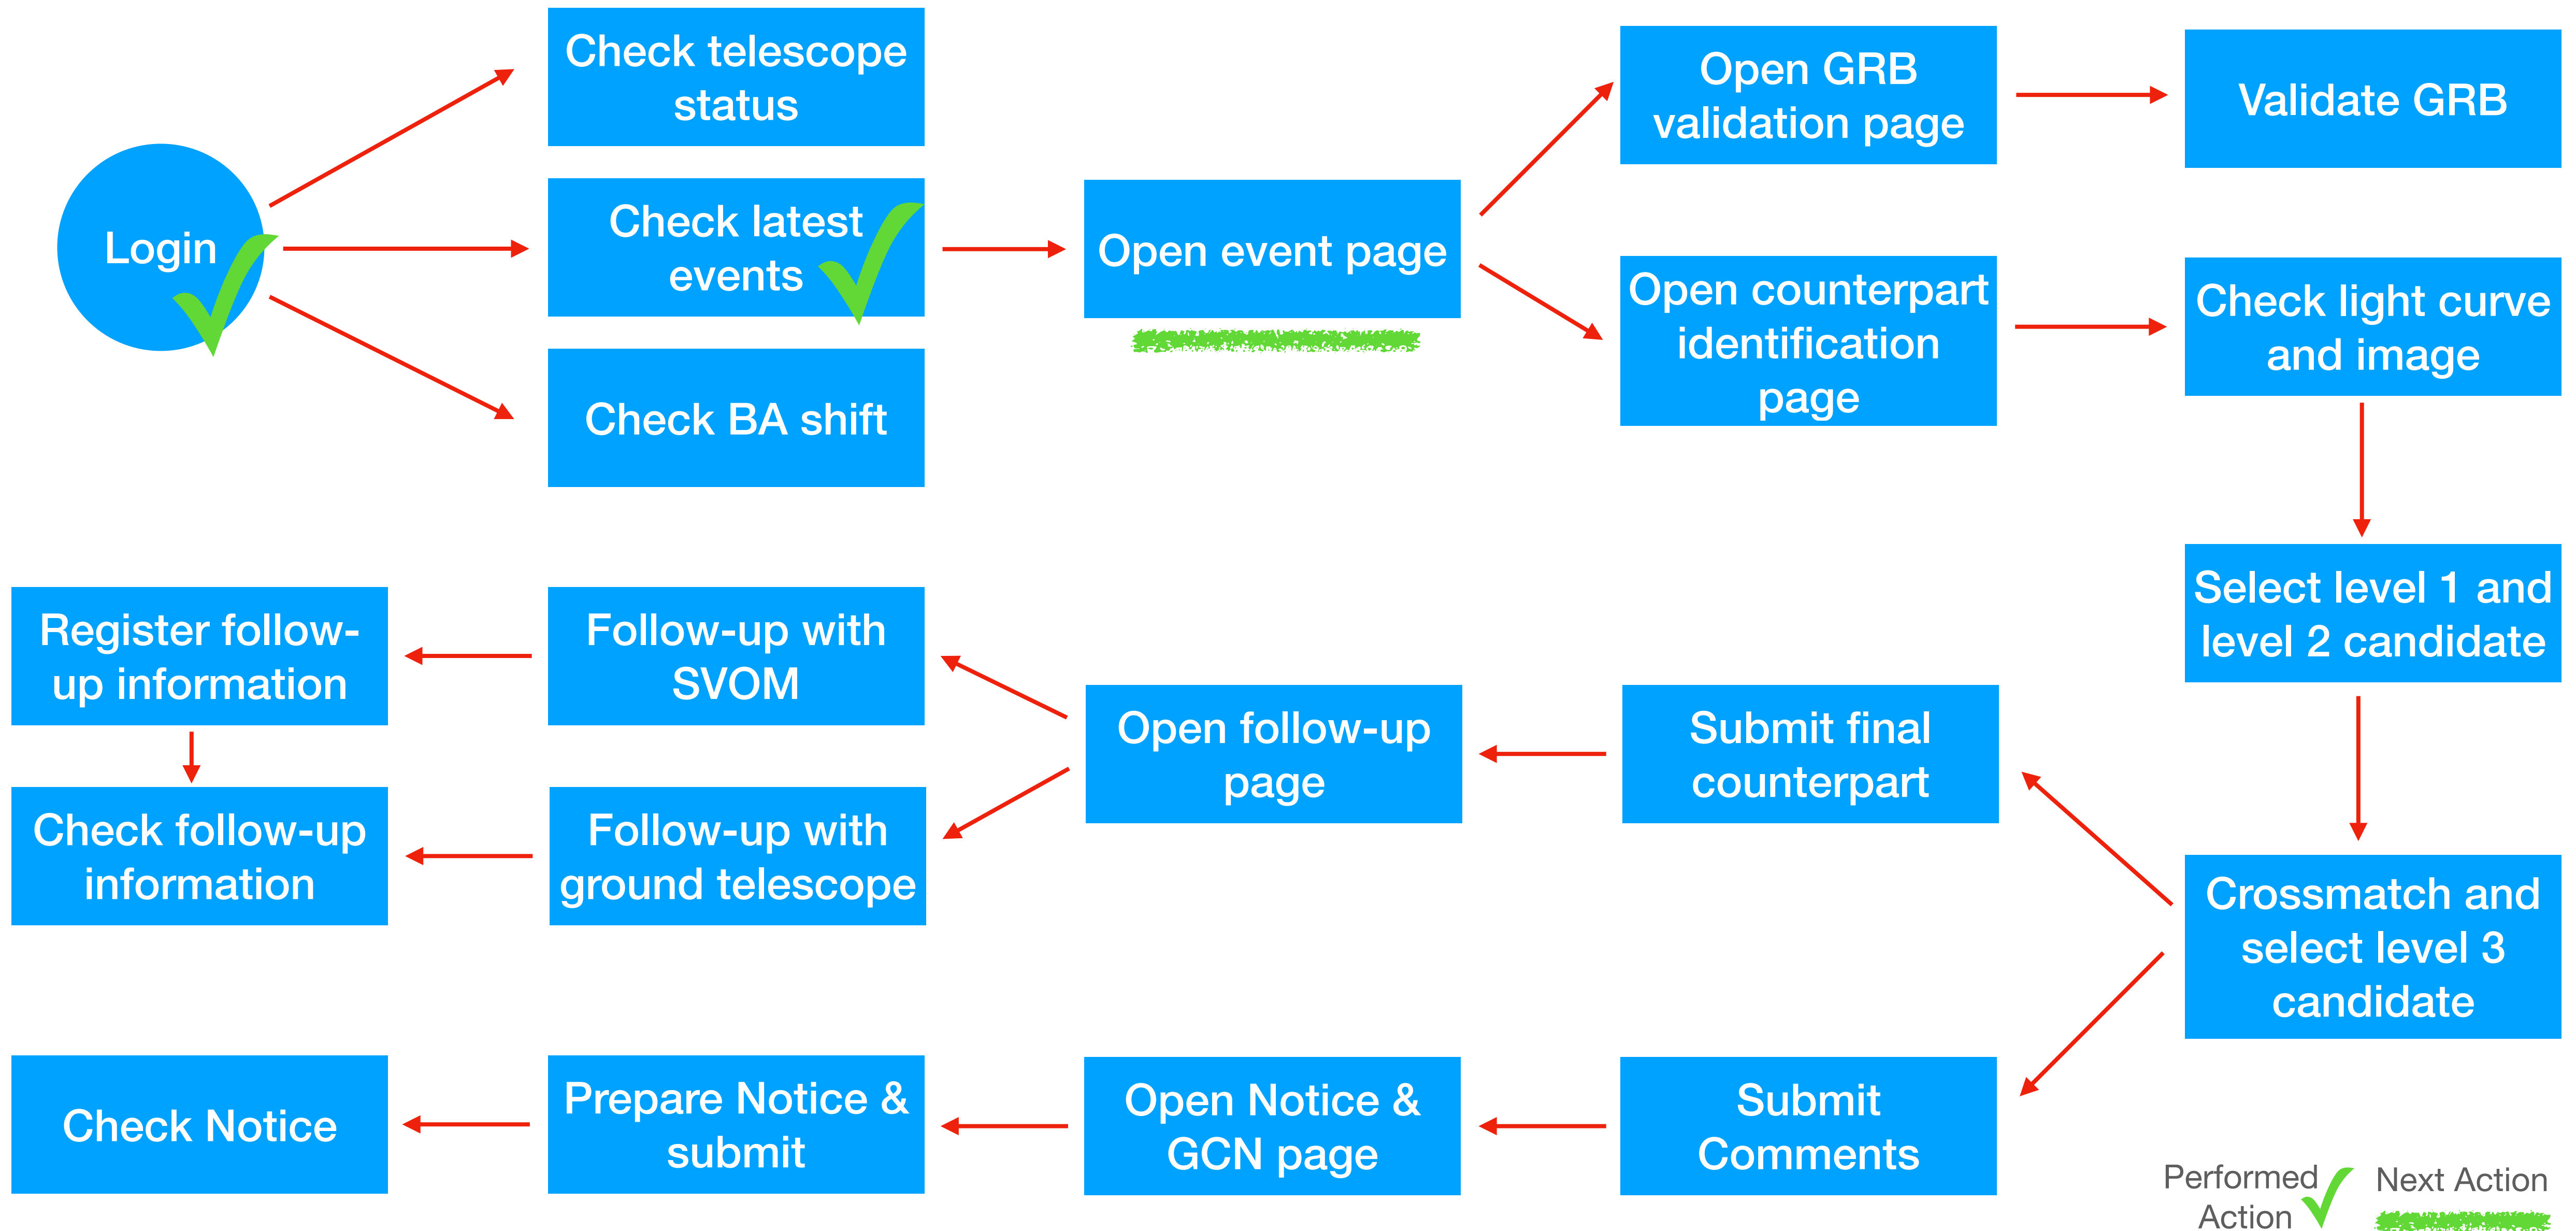 Check telescope
status
Open GRB
validation page
Validate GRB
Login
Check latest
events
Open event page
Open counterpart
identification
page
Check light curve
and image
Check BA shift
Register follow-
up information
Follow-up with
SVOM
Open follow-up
page
Submit final
counterpart
Select level 1 and
level 2 candidate
Check follow-up
information
Follow-up with
ground telescope
Crossmatch and
select level 3
candidate
Check Notice
Prepare Notice &
submit
Open Notice &
GCN page
Submit
Comments
Performed
Action
Next Action